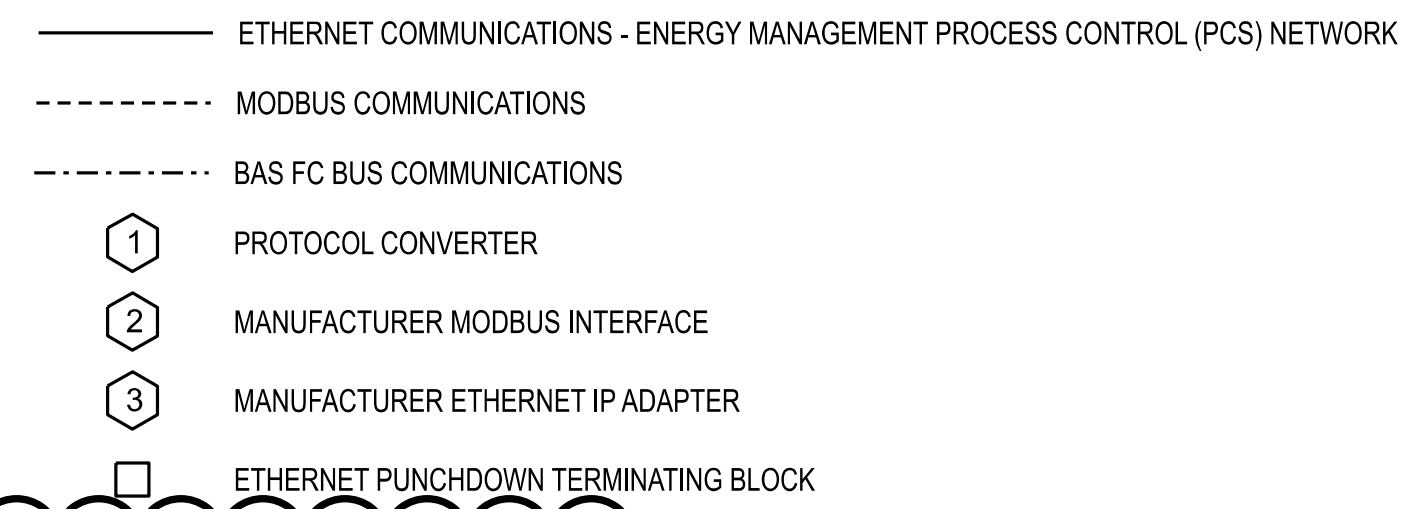 ETHERNET COMMUNICATIONS - ENERGY MANAGEMENT PROCESS CONTROL (PCS) NETWORK
MODBUS COMMUNICATIONS
BAS FC BUS COMMUNICATIONS
1 PROTOCOL CONVERTER
2 MANUFACTURER MODBUS INTERFACE
3 MANUFACTURER ETHERNET IP ADAPTER
ETHERNET PUNCHDOWN TERMINATING BLOCK